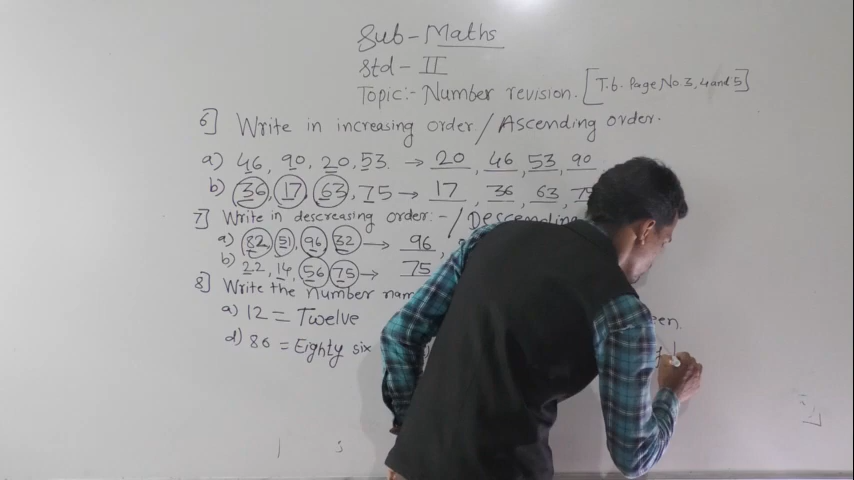 Sub - Maths
Std - II
Topic:- Number revision. [T.b. Page No 3, 4 and 5]
6] Write in increasing order / Ascending order.
a) 46, 90, 20, 53. → 20, 46, 53, 90
b) 36, 17, 63, 75 → 17, 36, 63, 75
7] Write in descreasing order:- / Descending
a) 82, 51, 96, 32 → 96,
b) 22, 14, 56, 75 → 75
8] Write the number nam
a) 12 = Twelve een.
d) 86 = Eighty six